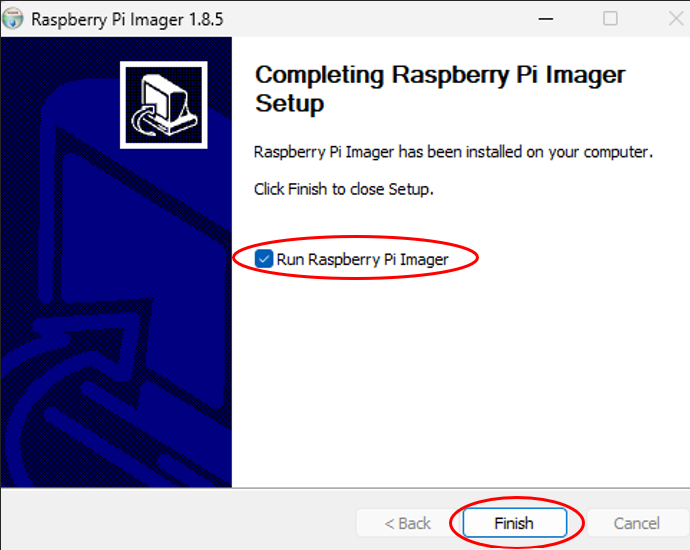 Raspberry Pi Imager 1.8.5
Completing Raspberry Pi Imager
Setup
Raspberry Pi Imager has been installed on your computer.
Click Finish to close Setup.
Run Raspberry Pi Imager
< Back
Finish
Cancel